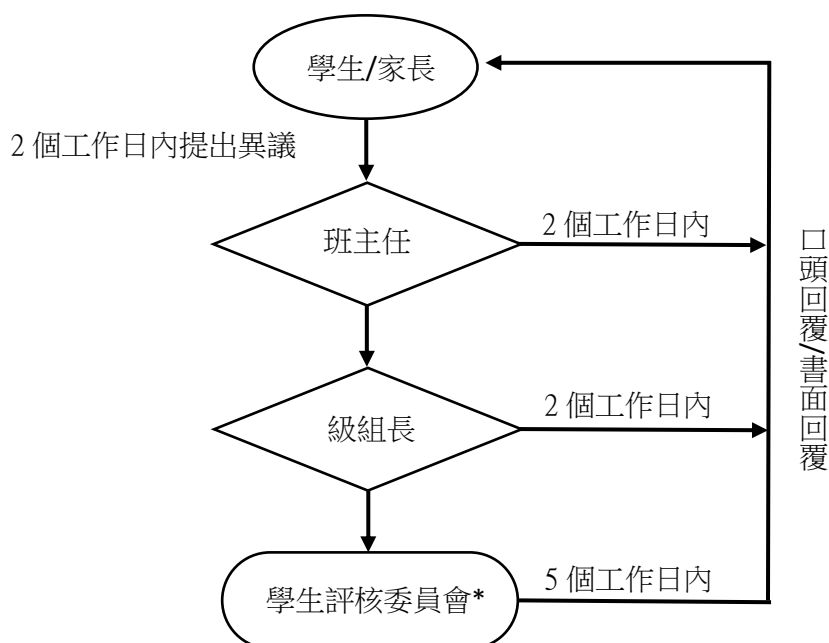 學生/家長
2 個工作日內提出異議
班主任
2 個工作日內
級組長
2 個工作日內
學生評核委員會*
5 個工作日內
口頭回覆/書面回覆